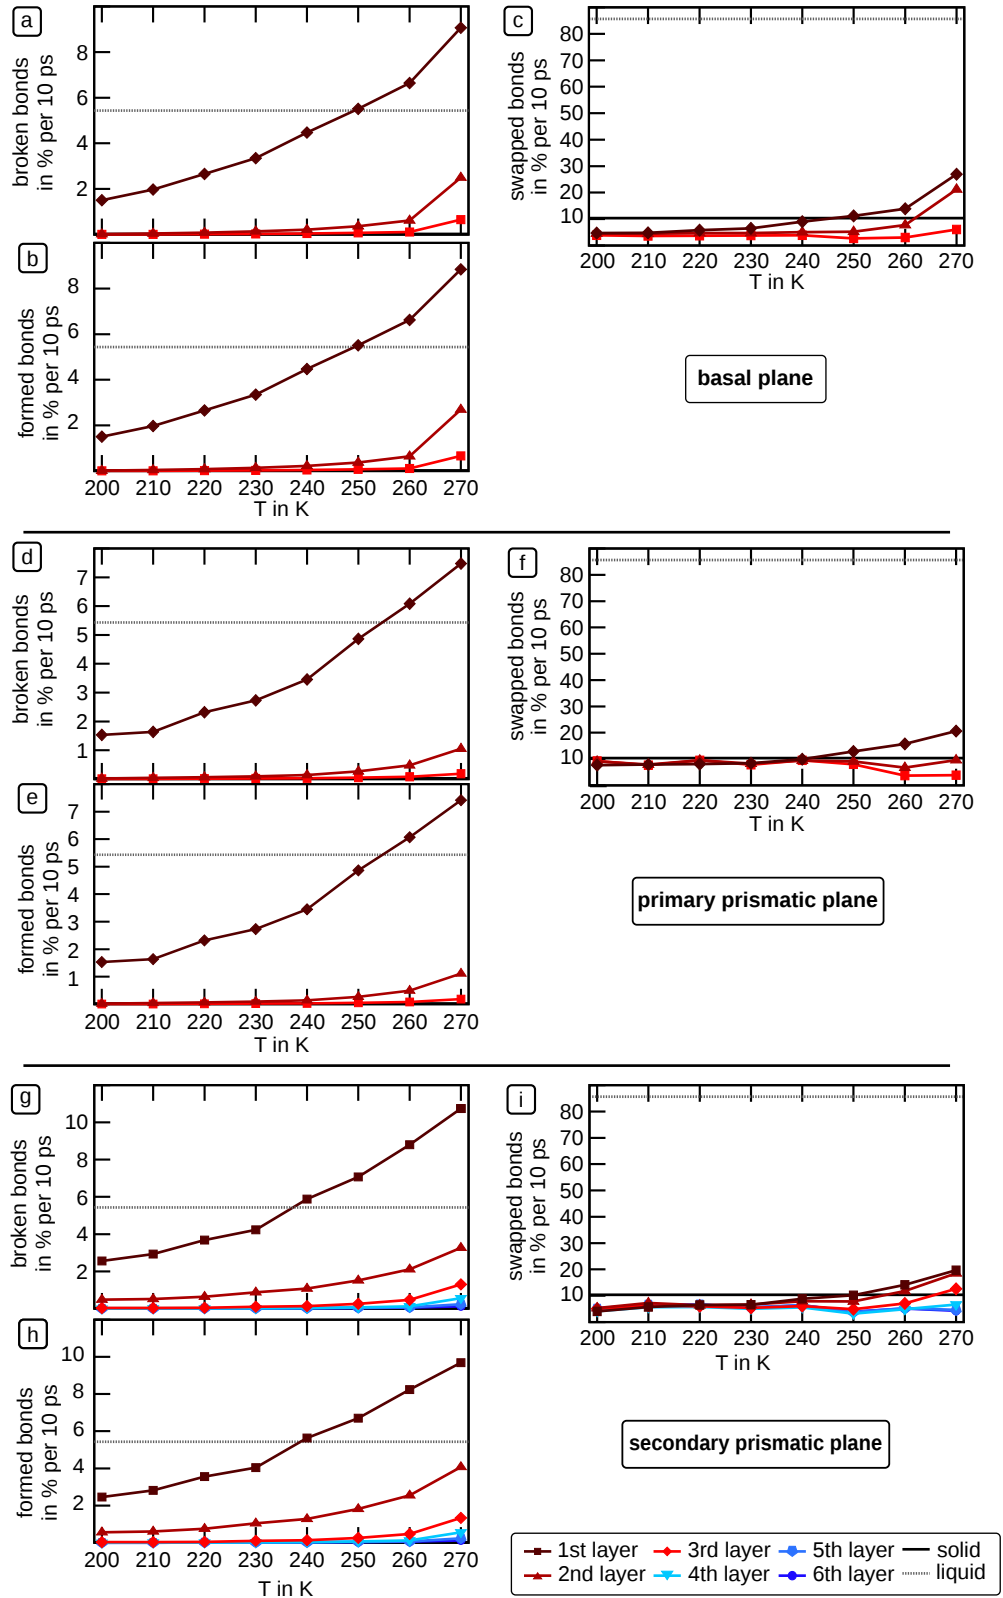 a
broken bonds
in % per 10 ps
8
6
4
2
b
formed bonds
in % per 10 ps
8
6
4
2
200 210 220 230 240 250 260 270
T in K
c
swapped bonds
in % per 10 ps
80
70
60
50
40
30
20
10
200 210 220 230 240 250 260 270
T in K
basal plane
d
broken bonds
in % per 10 ps
7
6
5
4
3
2
1
e
formed bonds
in % per 10 ps
7
6
5
4
3
2
1
200 210 220 230 240 250 260 270
T in K
f
swapped bonds
in % per 10 ps
80
70
60
50
40
30
20
10
200 210 220 230 240 250 260 270
T in K
primary prismatic plane
g
broken bonds
in % per 10 ps
10
8
6
4
2
h
formed bonds
in % per 10 ps
10
8
6
4
2
200 210 220 230 240 250 260 270
T in K
i
swapped bonds
in % per 10 ps
80
70
60
50
40
30
20
10
200 210 220 230 240 250 260 270
T in K
secondary prismatic plane
1st layer 3rd layer 5th layer solid
2nd layer 4th layer 6th layer liquid